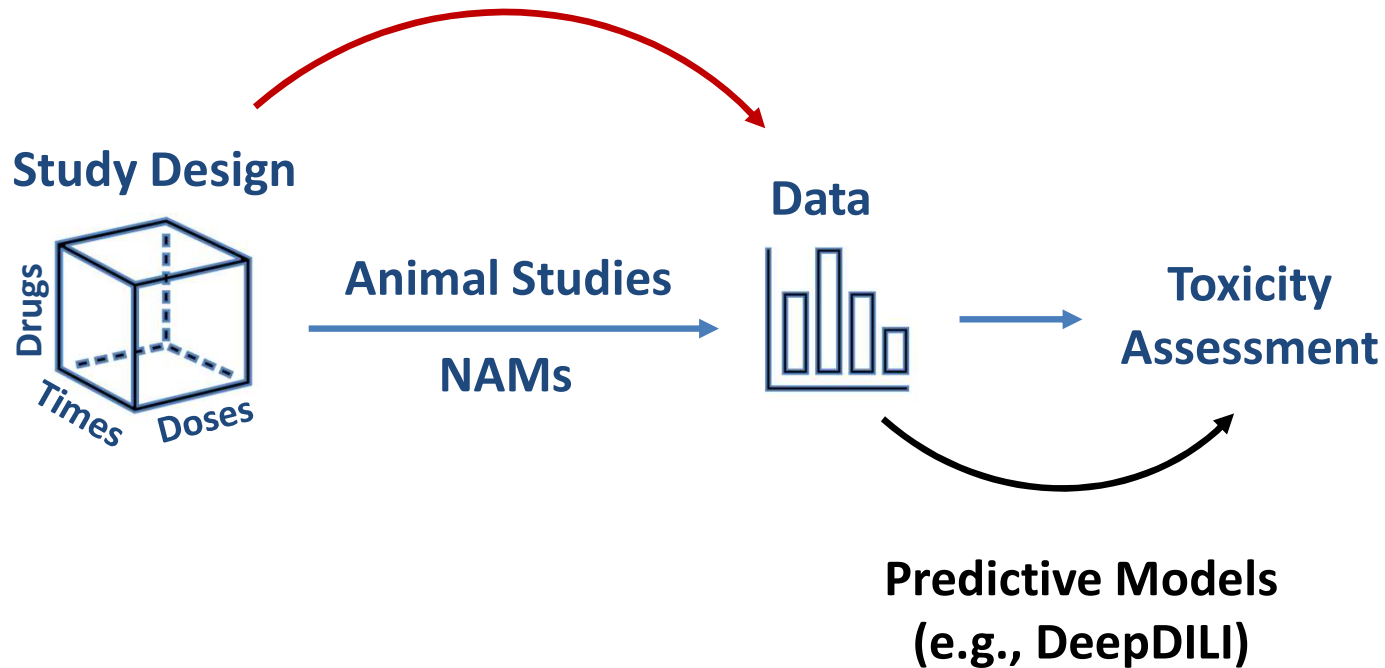 Study Design
Drugs
Times
Doses
Animal Studies
NAMs
Data
Toxicity
Assessment
Predictive Models
(e.g., DeepDILI)